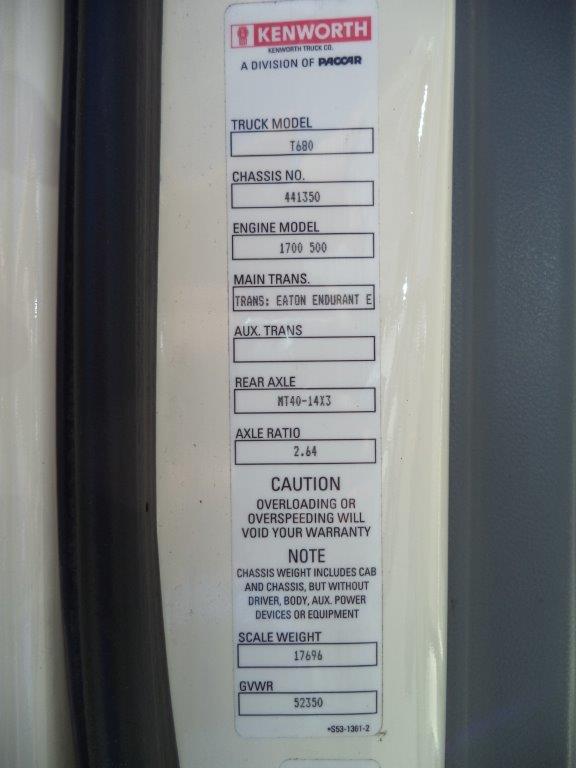 KENWORTH
KENWORTH TRUCK CO.
A DIVISION OF PACCAR
TRUCK MODEL
T680
CHASSIS NO.
441350
ENGINE MODEL
1700 500
MAIN TRANS.
TRANS: EATON ENDURANT E
AUX. TRANS
REAR AXLE
MT40-14X3
AXLE RATIO
2.64
CAUTION
OVERLOADING OR
OVERSPEEDING WILL
VOID YOUR WARRANTY
NOTE
CHASSIS WEIGHT INCLUDES CAB
AND CHASSIS, BUT WITHOUT
DRIVER, BODY, AUX. POWER
DEVICES OR EQUIPMENT
SCALE WEIGHT
17696
GVWR
52350
*S53-1361-2